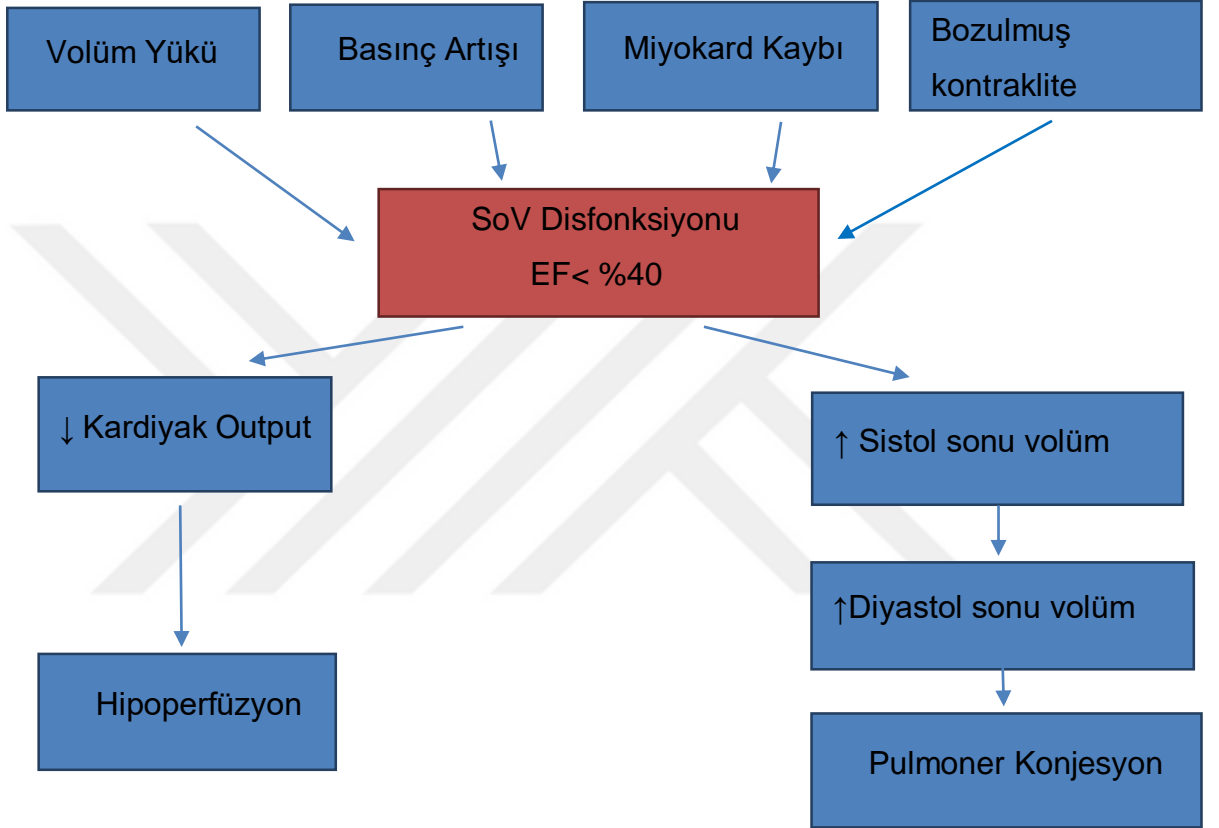 Volüm Yükü
Basınç Artışı
Miyokard Kaybı
Bozulmuş
kontraklite
SoV Disfonksiyonu
EF< %40
↓ Kardiyak Output
↑ Sistol sonu volüm
↑Diyastol sonu volüm
Hipoperfüzyon
Pulmoner Konjesyon